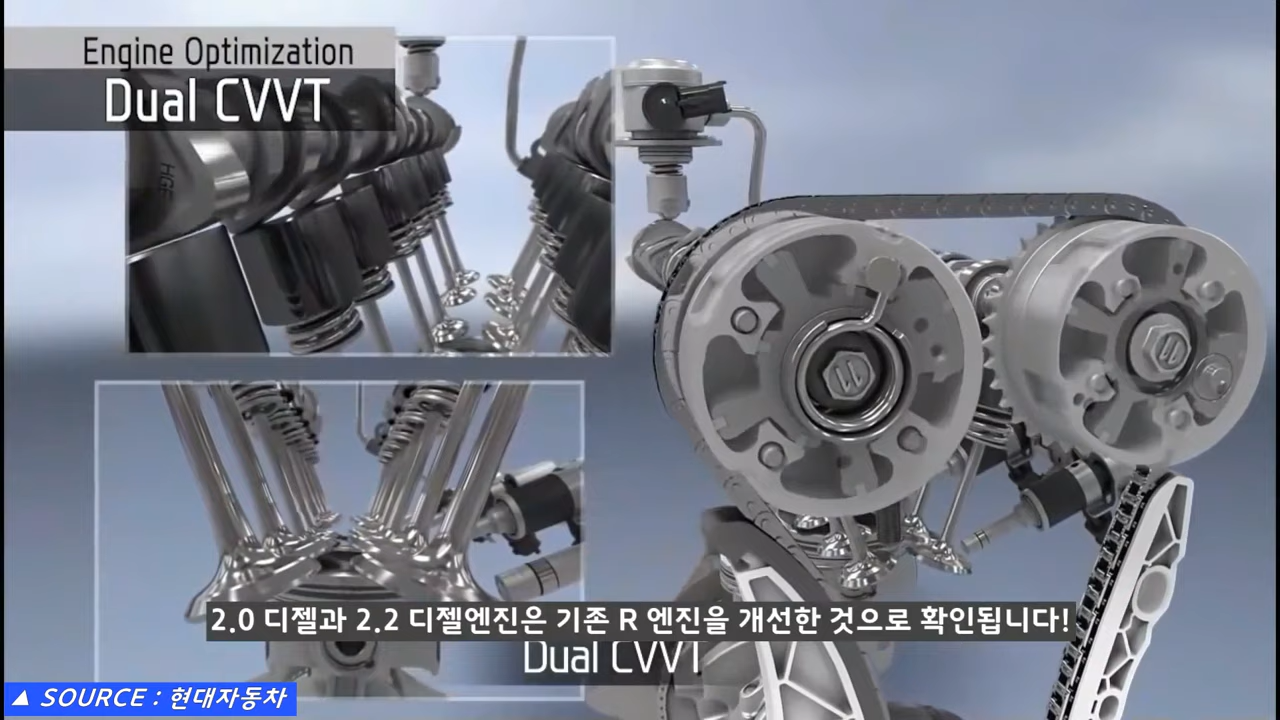 Engine Optimization
Dual CVVT
HGE
2.0 디젤과 2.2 디젤엔진은 기존 R 엔진을 개선한 것으로 확인됩니다!
Dual CVVT
▲ SOURCE : 현대자동차